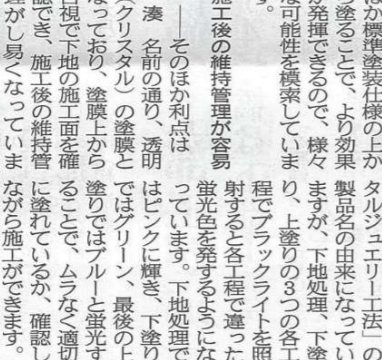 ほか標準塗装仕様の上か
ら塗ることで、より効果
が発揮できるので、様々
な可能性を模索していま
す。
施工後の維持管理が容易
――そのほか利点は
湊　名前の通り、透明
（クリスタル）の塗膜と
なっており、塗膜上から
目視で下地の施工面を確
認でき、施工後の維持管
理がし易くなっていま
タルジュエリー工法」の
製品名の由来になってい
ますが、下地処理、下塗
り、上塗りの3つの各工
程でブラックライトを照
射すると各工程で違った
蛍光色を発するようにな
っています。下地処理で
はピンクに輝き、下塗り
ではグリーン、最後の上
塗りではブルーと蛍光す
ることで、ムラなく適切
に塗れているか、確認し
ながら施工ができます。